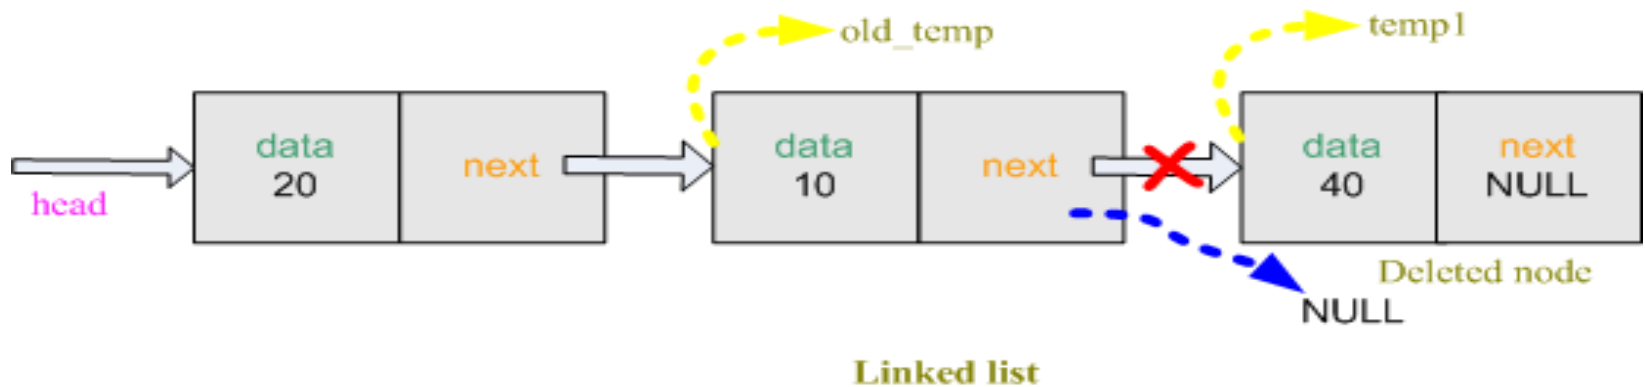 old_temp
temp1
head
data
20
next
data
10
next
data
40
next
NULL
Deleted node
NULL
Linked list